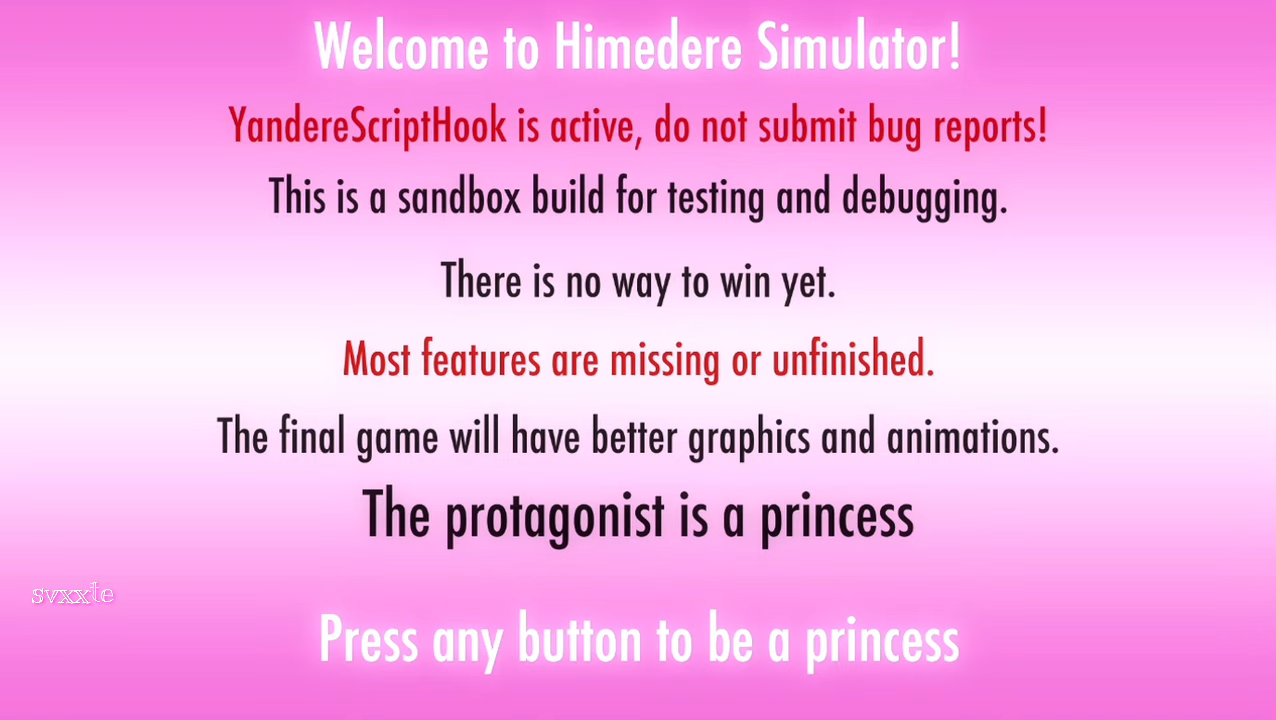 Welcome to Himedere Simulator!
YandereScriptHook is active, do not submit bug reports!
This is a sandbox build for testing and debugging.
There is no way to win yet.
Most features are missing or unfinished.
The final game will have better graphics and animations.
The protagonist is a princess
svxxte
Press any button to be a princess